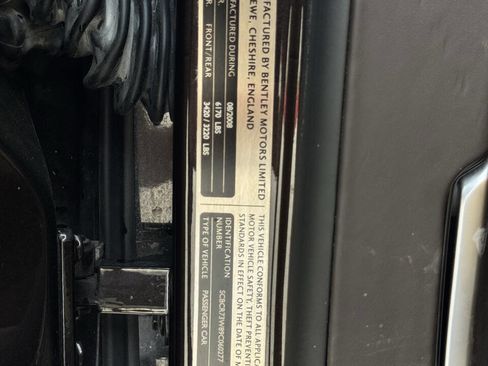 FACTURED BY BENTLEY MOTORS LIMITED
EWE, CHESHIRE, ENGLAND
FACTURED DURING 08/2008
R. 6170 LBS
R. FRONT/REAR 3420 / 3220 LBS
THIS VEHICLE CONFORMS TO ALL APPLIC
MOTOR VEHICLE SAFETY, THEFT PREVENT
STANDARDS IN EFFECT ON THE DATE OF M
IDENTIFICATION
NUMBER SCBCR73W89C060277
TYPE OF VEHICLE PASSENGER CAR